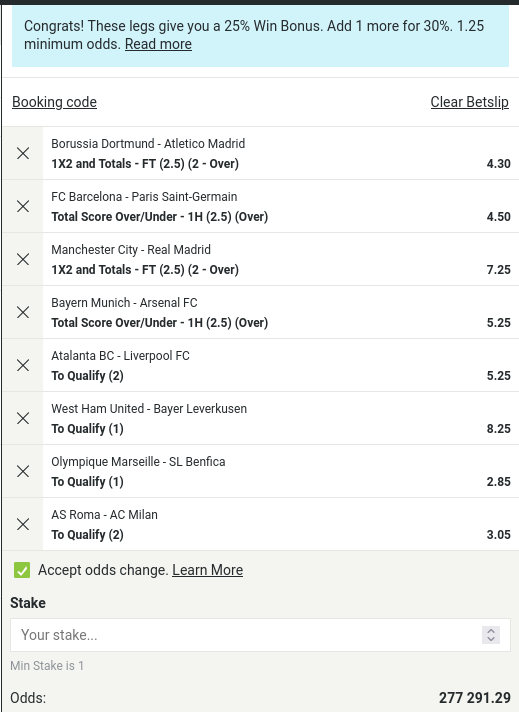 Congrats! These legs give you a 25% Win Bonus. Add 1 more for 30%. 1.25
minimum odds. Read more
Booking code
Clear Betslip
Borussia Dortmund - Atletico Madrid
1X2 and Totals - FT (2.5) (2 - Over) 4.30
FC Barcelona - Paris Saint-Germain
Total Score Over/Under - 1H (2.5) (Over) 4.50
Manchester City - Real Madrid
1X2 and Totals - FT (2.5) (2 - Over) 7.25
Bayern Munich - Arsenal FC
Total Score Over/Under - 1H (2.5) (Over) 5.25
Atalanta BC - Liverpool FC
To Qualify (2) 5.25
West Ham United - Bayer Leverkusen
To Qualify (1) 8.25
Olympique Marseille - SL Benfica
To Qualify (1) 2.85
AS Roma - AC Milan
To Qualify (2) 3.05
Accept odds change. Learn More
Stake
Your stake...
Min Stake is 1
Odds: 277 291.29